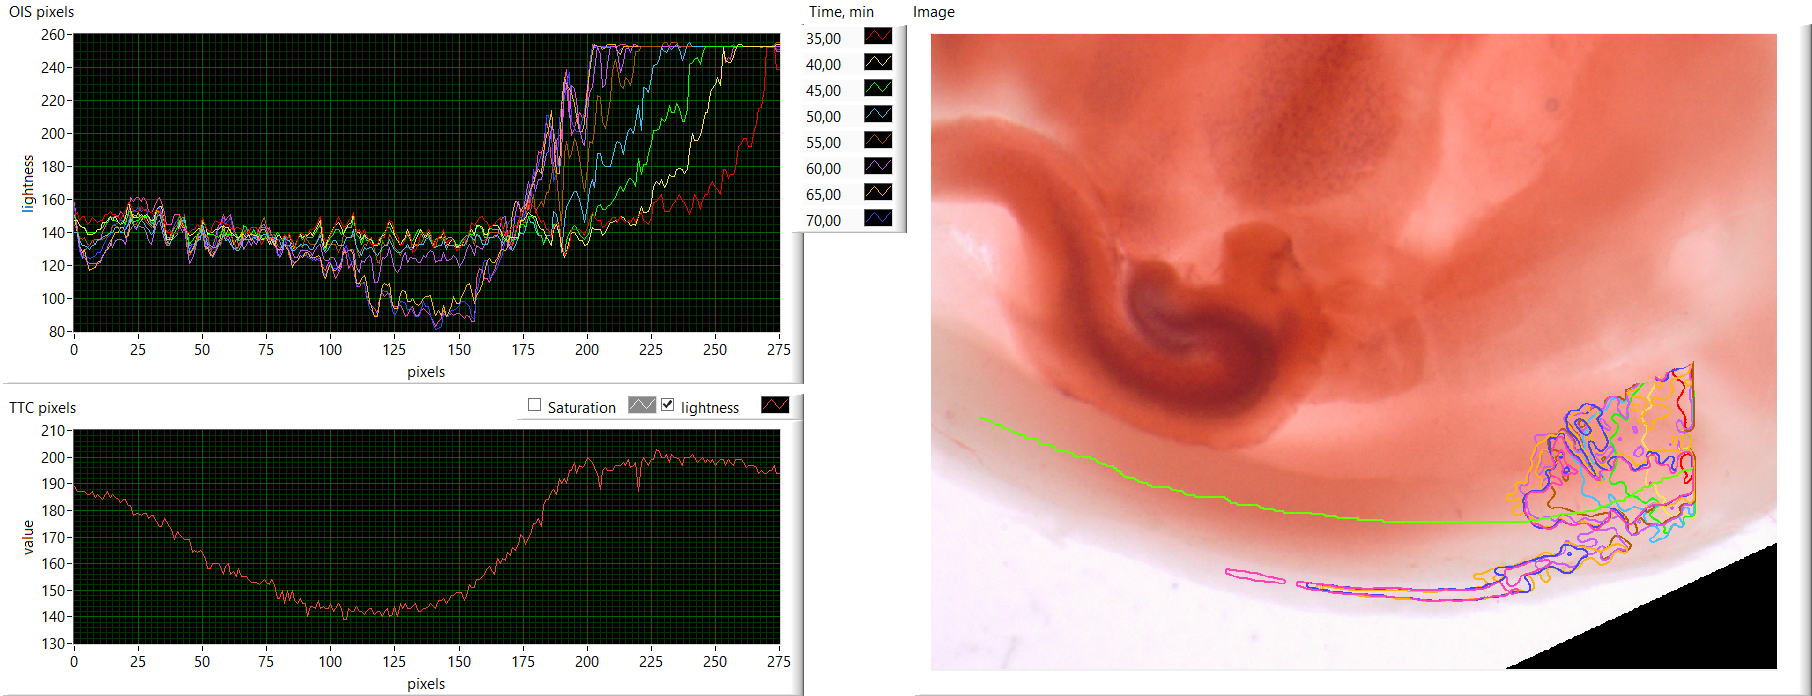 OIS pixels
260
240
220
200
180
160
140
120
100
80
lightness
0 25 50 75 100 125 150 175 200 225 250 275
pixels
Time, min
35,00
40,00
45,00
50,00
55,00
60,00
65,00
70,00
TTC pixels
Saturation lightness
210
200
190
180
170
160
150
140
130
value
0 25 50 75 100 125 150 175 200 225 250 275
pixels
Image